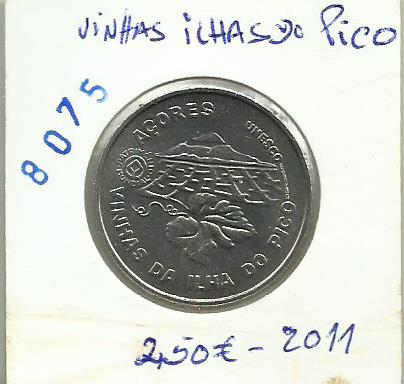 VINHAS ILHAS DO PICO
8075
AÇORES
UNESCO
VINHAS DA ILHA DO PICO
2,50€ - 2011